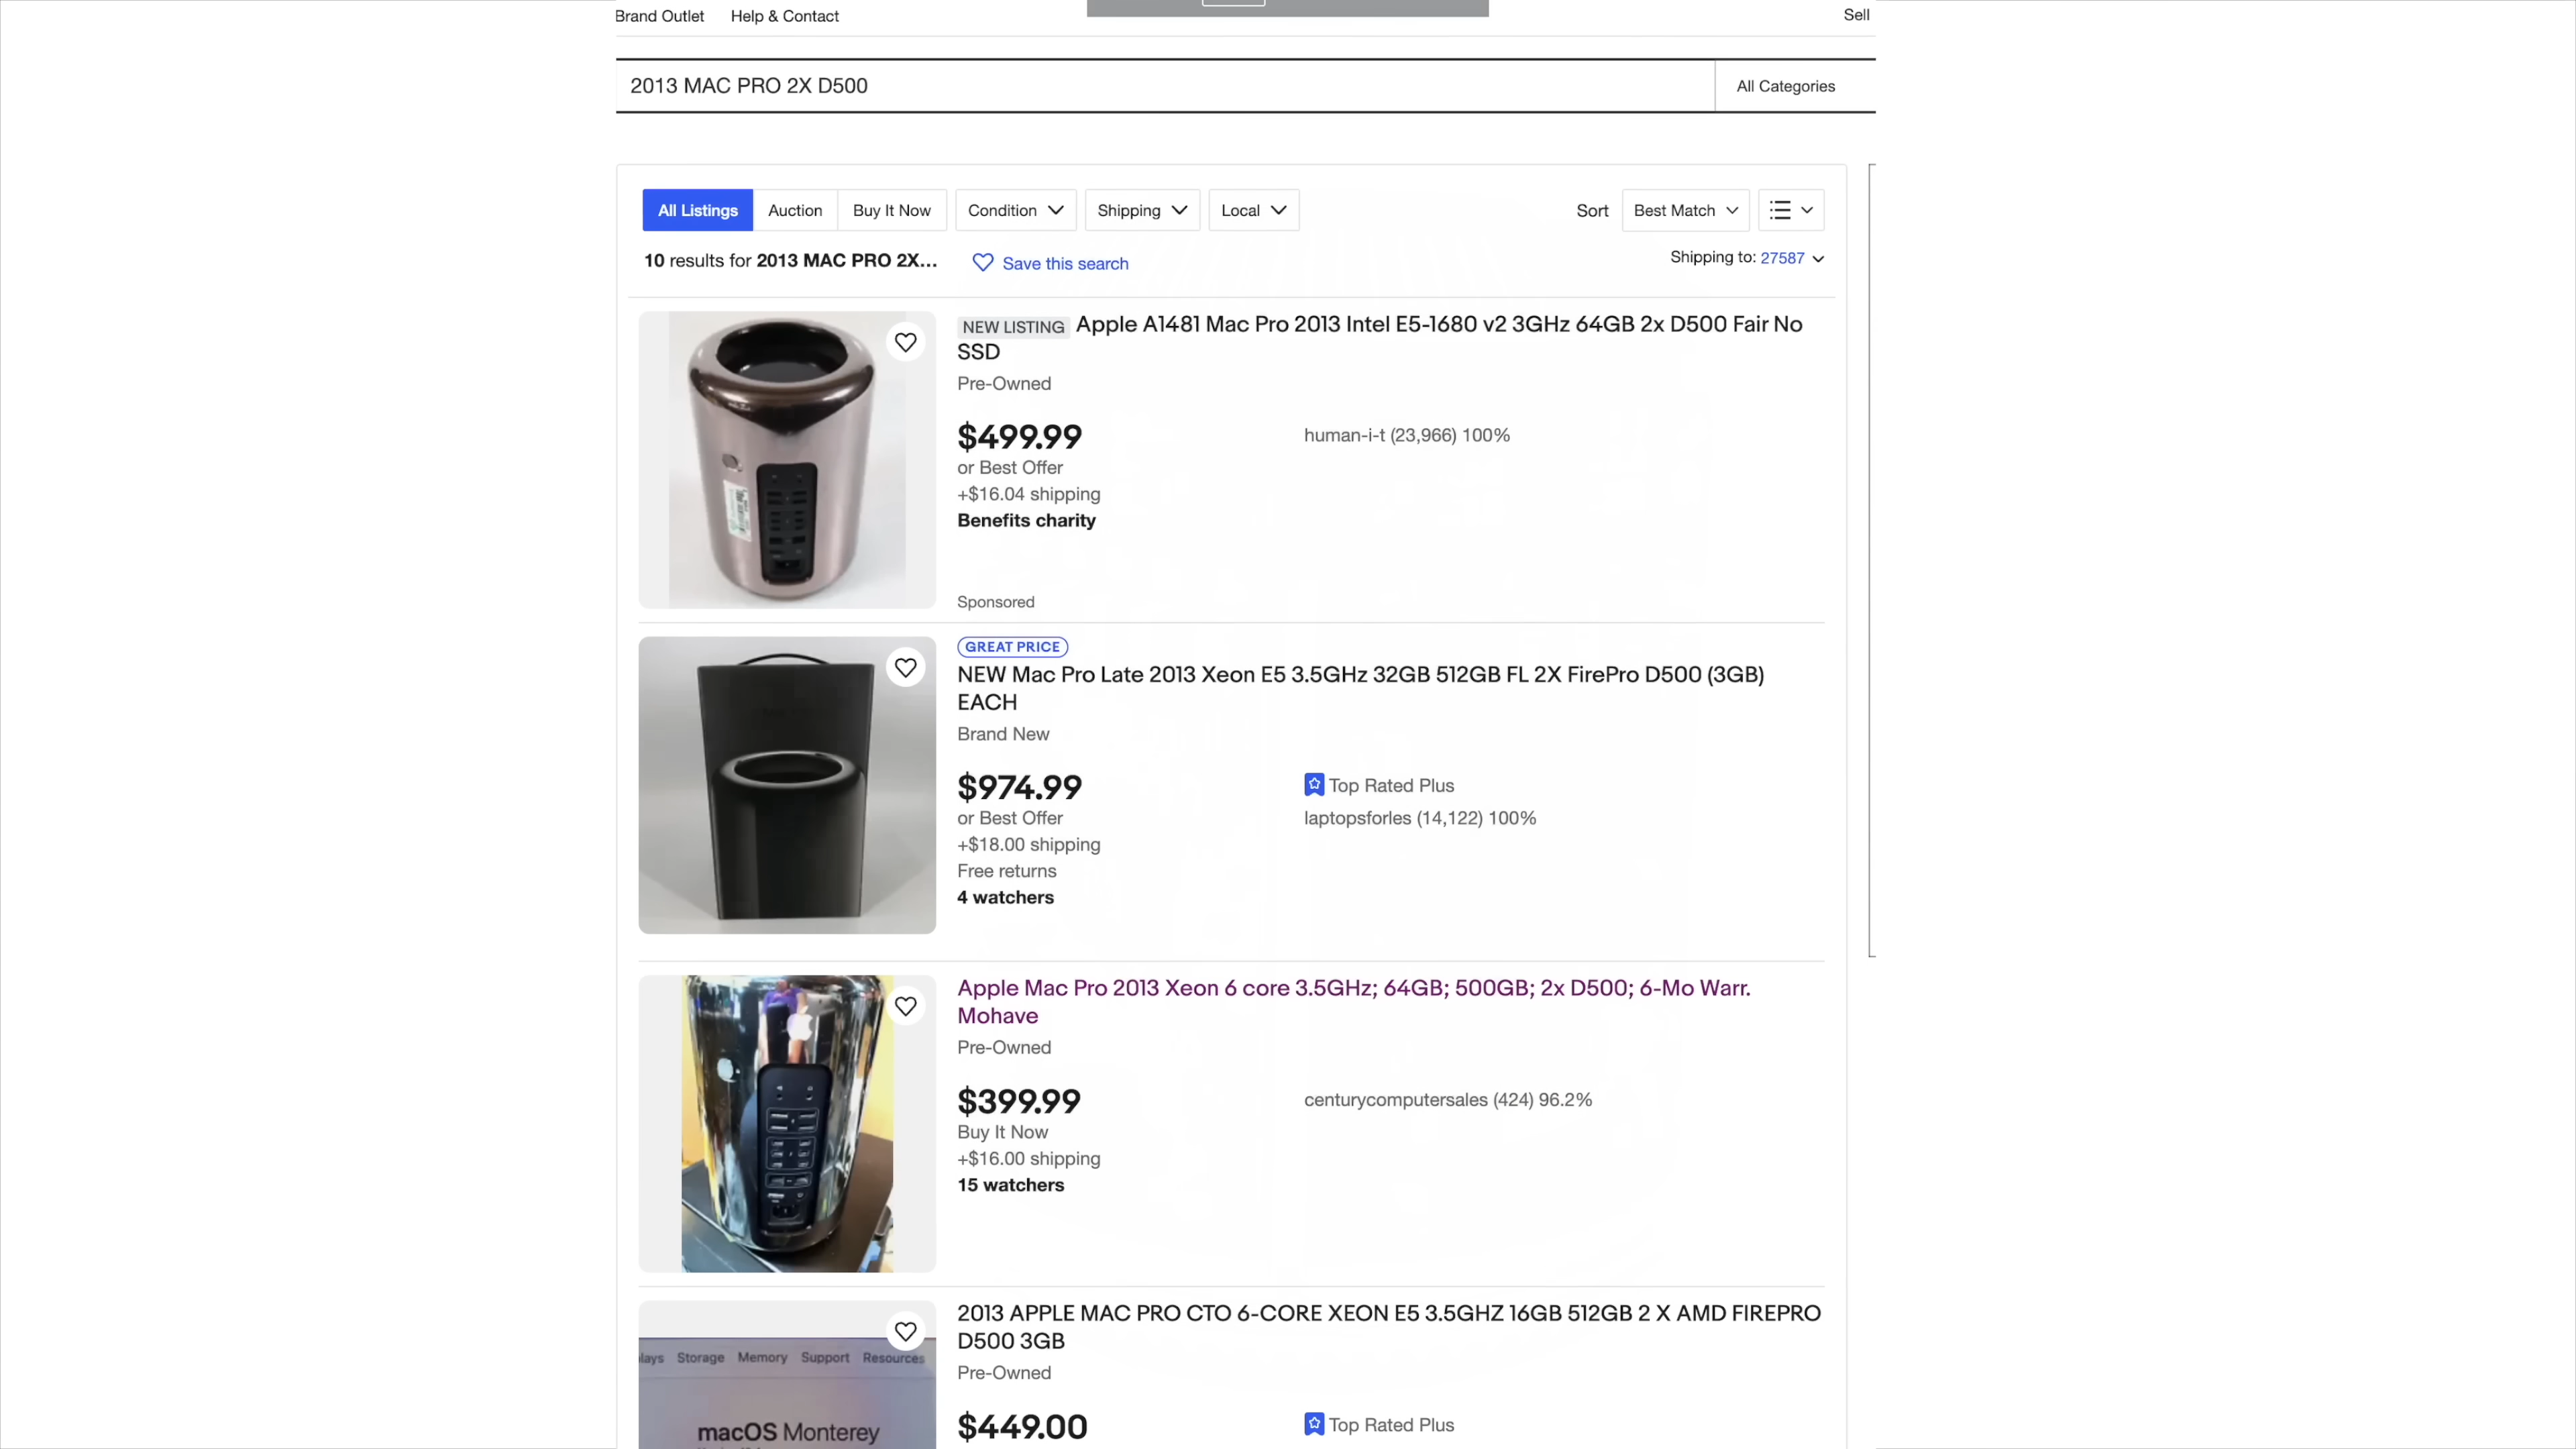 Brand Outlet Help & Contact Sell
2013 MAC PRO 2X D500 All Categories
All Listings Auction Buy It Now Condition Shipping Local Sort Best Match
10 results for 2013 MAC PRO 2X... Save this search Shipping to: 27587
NEW LISTING Apple A1481 Mac Pro 2013 Intel E5-1680 v2 3GHz 64GB 2x D500 Fair No
SSD
Pre-Owned
$499.99 human-i-t (23,966) 100%
or Best Offer
+$16.04 shipping
Benefits charity
Sponsored
GREAT PRICE
NEW Mac Pro Late 2013 Xeon E5 3.5GHz 32GB 512GB FL 2X FirePro D500 (3GB)
EACH
Brand New
$974.99 Top Rated Plus
or Best Offer laptopsforles (14,122) 100%
+$18.00 shipping
Free returns
4 watchers
Apple Mac Pro 2013 Xeon 6 core 3.5GHz; 64GB; 500GB; 2x D500; 6-Mo Warr.
Mohave
Pre-Owned
$399.99 centurycomputersales (424) 96.2%
Buy It Now
+$16.00 shipping
15 watchers
2013 APPLE MAC PRO CTO 6-CORE XEON E5 3.5GHZ 16GB 512GB 2 X AMD FIREPRO
D500 3GB
Pre-Owned
$449.00 Top Rated Plus
Storage Memory Support Resources
macOS Monterey